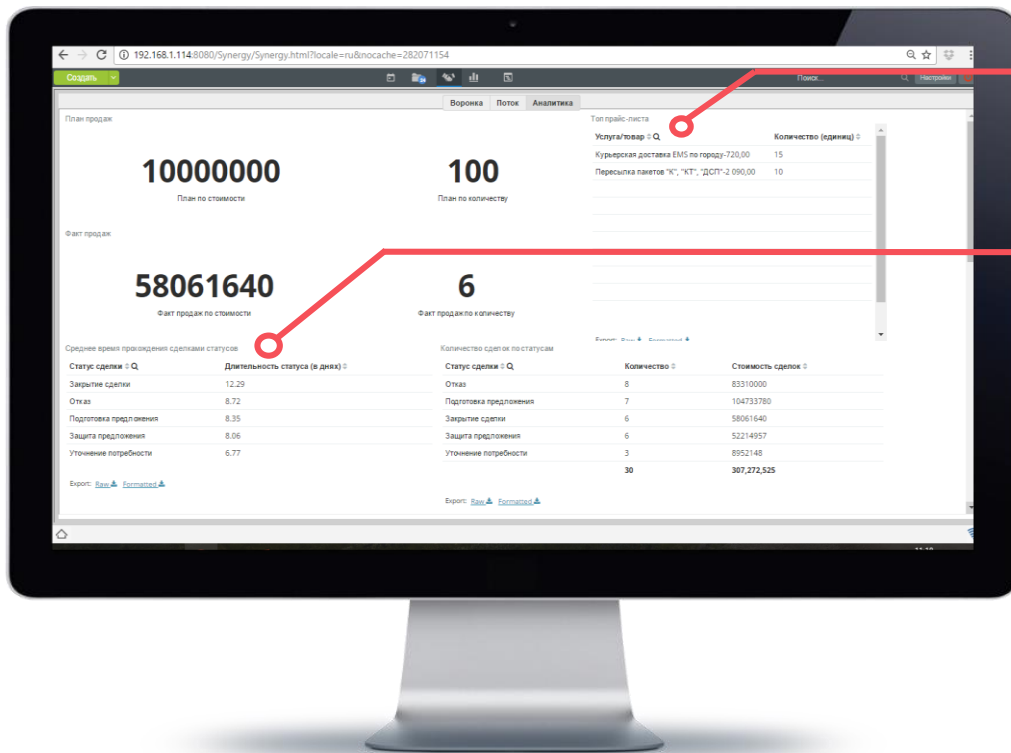 192.168.1.114:8080/Synergy/Synergy.html?locale=ru&nocache=282071154
Создать
24
Поиск...
Настройки
Воронка Поток Аналитика
План продаж
10000000
План по стоимости
100
План по количеству
Топ прайс-листа
Услуга/товар Количество (единиц)
Курьерская доставка EMS по городу-720,00 15
Пересылка пакетов "К", "КТ", "ДСП"-2 090,00 10
Факт продаж
58061640
Факт продаж по стоимости
6
Факт продаж по количеству
Export: Raw Formatted
Среднее время прохождения сделками статусов
Статус сделки Длительность статуса (в днях)
Закрытие сделки 12.29
Отказ 8.72
Подготовка предложения 8.35
Защита предложения 8.06
Уточнение потребности 6.77
Export: Raw Formatted
Количество сделок по статусам
Статус сделки Количество Стоимость сделок
Отказ 8 83310000
Подготовка предложения 7 104733780
Закрытие сделки 6 58061640
Защита предложения 6 52214957
Уточнение потребности 3 8952148
30 307,272,525
Export: Raw Formatted